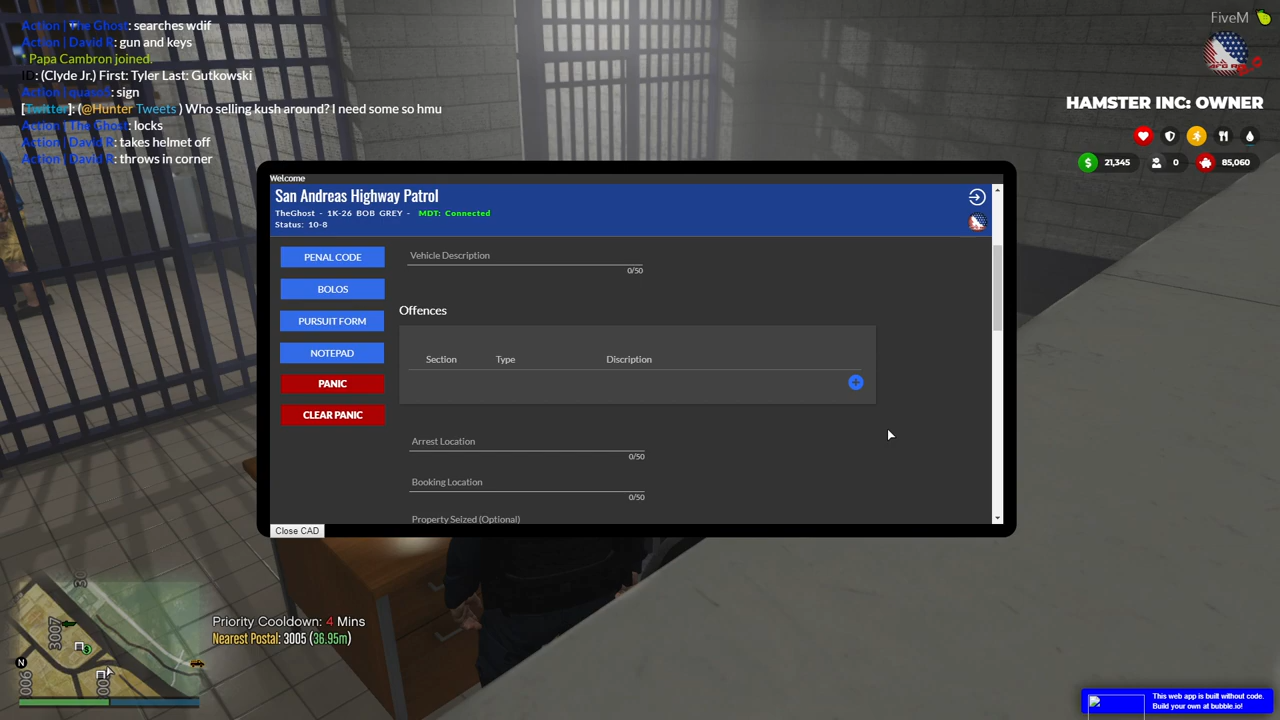 Action | The Ghost: searches wdif
Action | David R: gun and keys
* Papa Cambron joined.
ID: (Clyde Jr.) First: Tyler Last: Gutkowski
: sign
[Twitter]: (@Hunter Tweets ) Who selling kush around? I need some so hmu
Action | The Ghost: locks
Action | David R: takes helmet off
Action | David R: throws in corner
FiveM
HAMSTER INC: OWNER
21,345
0
85,060
Welcome
San Andreas Highway Patrol
TheGhost - 1K-26 BOB GREY - MDT: Connected
Status: 10-8
PENAL CODE
BOLOS
PURSUIT FORM
NOTEPAD
PANIC
CLEAR PANIC
Vehicle Description
0/50
Offences
Section Type Discription
Arrest Location
0/50
Booking Location
0/50
Property Seized (Optional)
Close CAD
Priority Cooldown: 4 Mins
Nearest Postal: 3005 (36.95m)
3007
N
This web app is built without code.
Build your own at bubble.io!